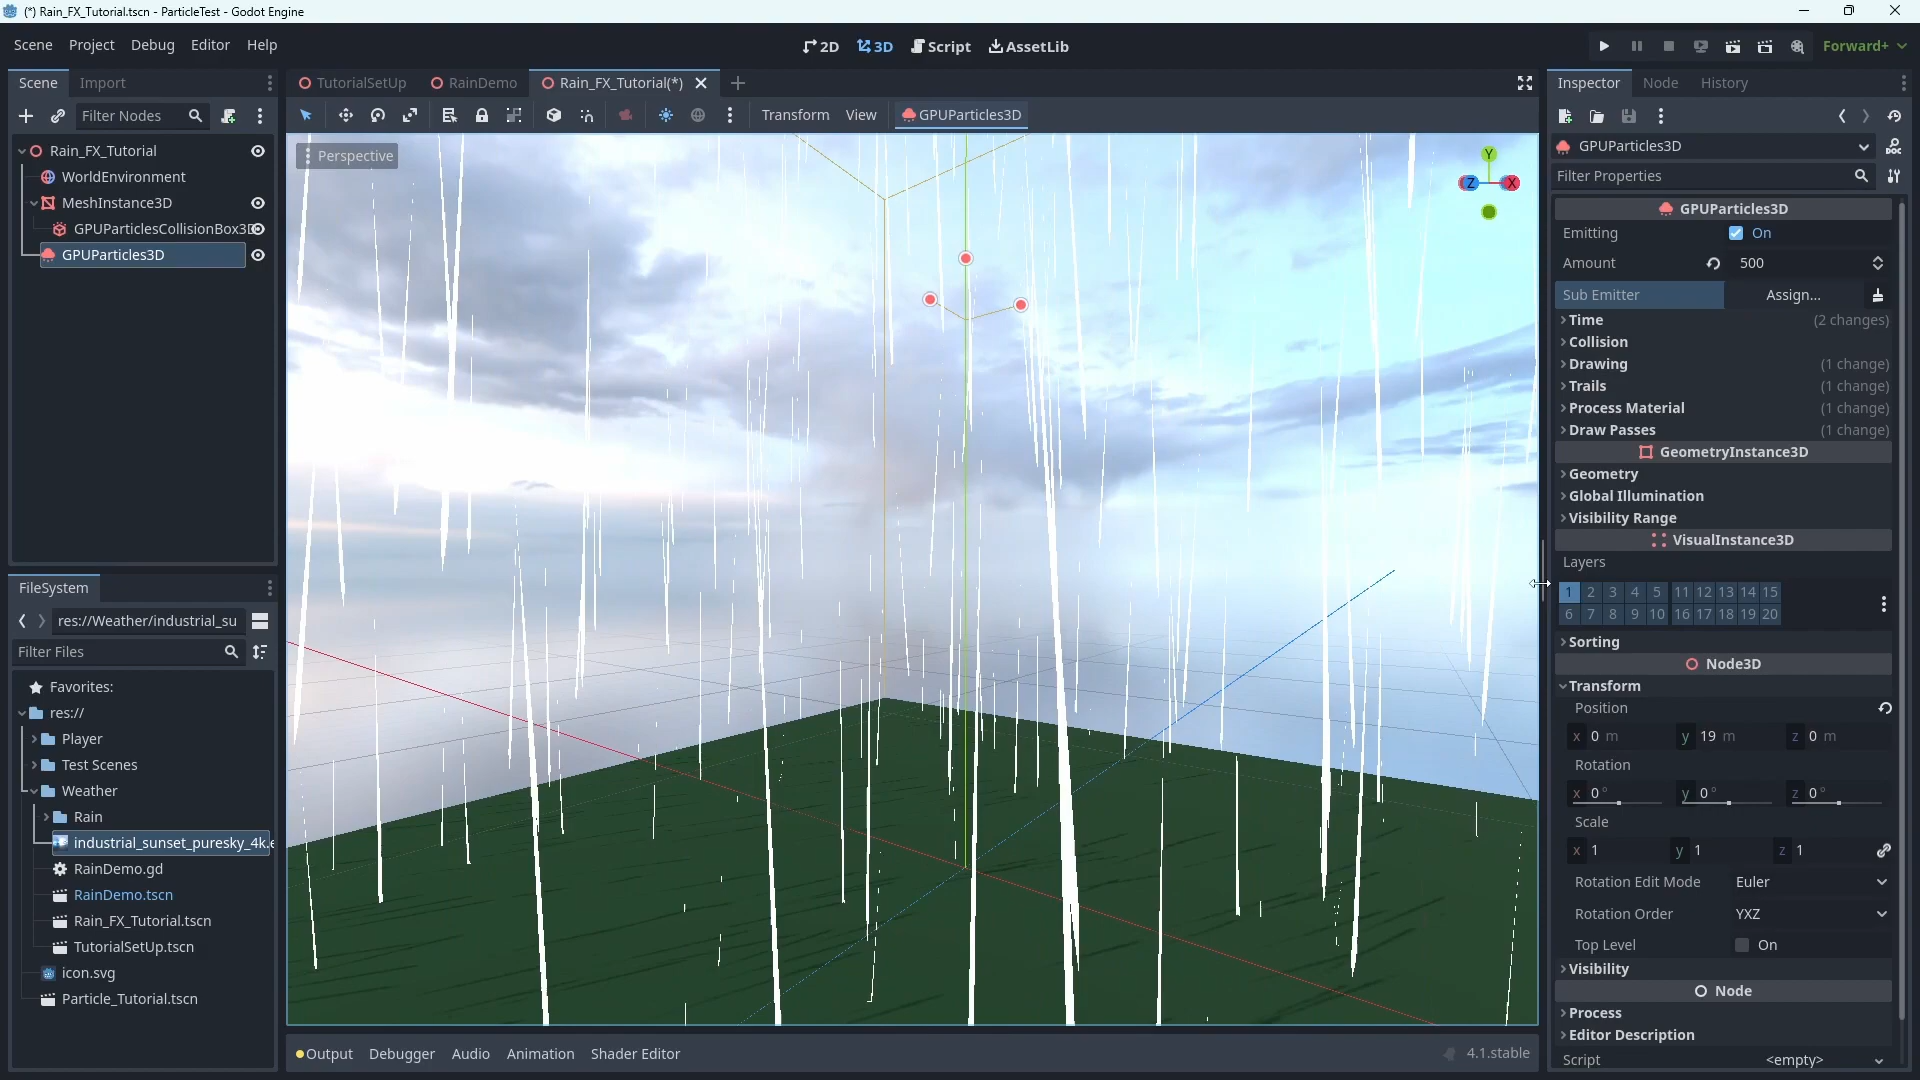 (*) Rain_FX_Tutorial.tscn - ParticleTest - Godot Engine
Scene Project Debug Editor Help
2D 3D Script AssetLib
Forward+
Scene Import
Filter Nodes
Rain_FX_Tutorial
WorldEnvironment
MeshInstance3D
GPUParticlesCollisionBox3D
GPUParticles3D
FileSystem
res://Weather/industrial_su
Filter Files
Favorites:
res://
Player
Test Scenes
Weather
Rain
industrial_sunset_puresky_4k.e
RainDemo.gd
RainDemo.tscn
Rain_FX_Tutorial.tscn
TutorialSetUp.tscn
icon.svg
Particle_Tutorial.tscn
TutorialSetUp RainDemo Rain_FX_Tutorial(*)
Transform View GPUParticles3D
Perspective
Y
Z X
Output Debugger Audio Animation Shader Editor
4.1.stable
Inspector Node History
GPUParticles3D
DOC
Filter Properties
GPUParticles3D
Emitting On
Amount 500
Sub Emitter Assign...
Time (2 changes)
Collision
Drawing (1 change)
Trails (1 change)
Process Material (1 change)
Draw Passes (1 change)
GeometryInstance3D
Geometry
Global Illumination
Visibility Range
VisualInstance3D
Layers
1 2 3 4 5 11 12 13 14 15
6 7 8 9 10 16 17 18 19 20
Sorting
Node3D
Transform
Position
x 0 m y 19 m z 0 m
Rotation
x 0° y 0° z 0°
Scale
x 1 y 1 z 1
Rotation Edit Mode Euler
Rotation Order YXZ
Top Level On
Visibility
Node
Process
Editor Description
Script <empty>